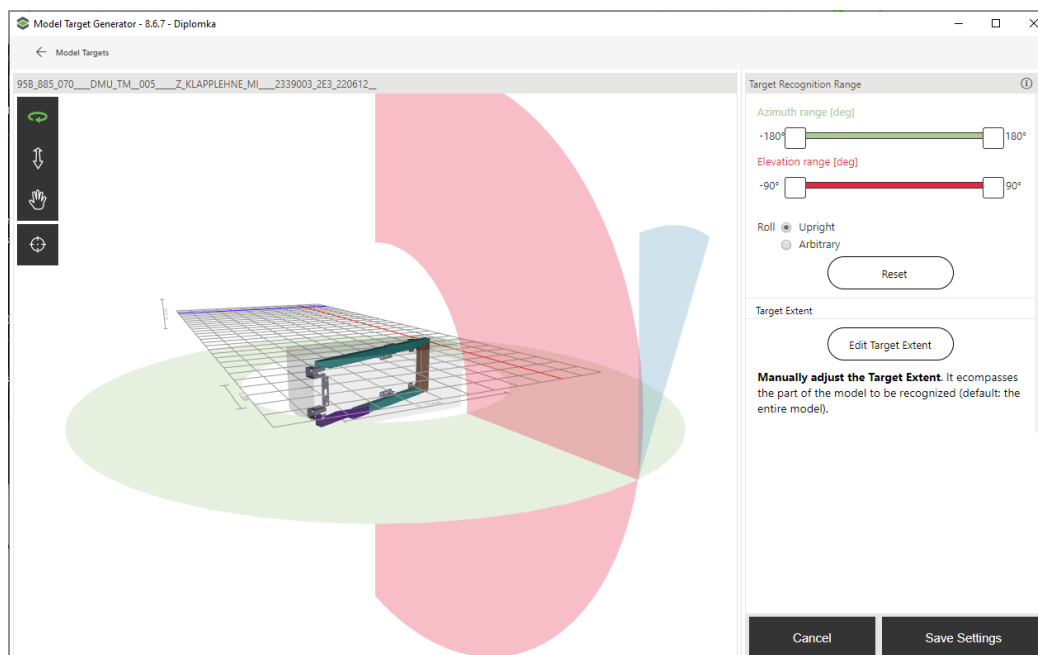 Model Target Generator - 8.6.7 - Diplomka
Model Targets
95B_885_070___DMU_TM__005_____Z_KLAPPLEHNE_MI____2339003_2E3_220612__
Target Recognition Range
Azimuth range [deg]
-180° 180°
Elevation range [deg]
-90° 90°
Roll Upright
Arbitrary
Reset
Target Extent
Edit Target Extent
Manually adjust the Target Extent. It ecompasses
the part of the model to be recognized (default: the
entire model).
Cancel Save Settings